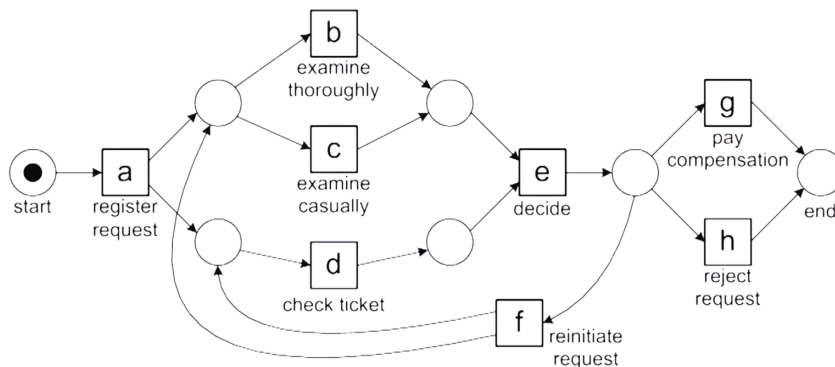 b
examine
thoroughly
g
pay
compensation
a
register
request
start
c
examine
casually
e
decide
end
d
check ticket
h
reject
request
f
reinitiate
request